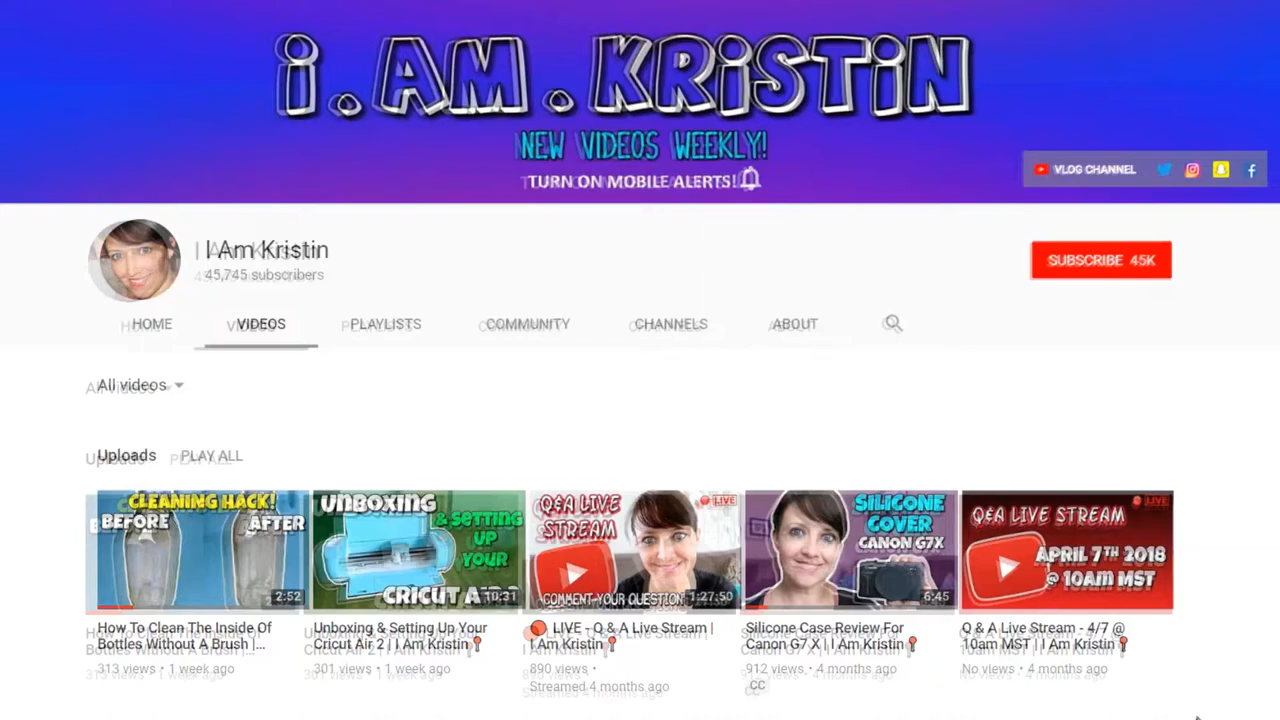 i.AM.KRiSTiN
NEW VIDEOS WEEKLY!
TURN ON MOBILE ALERTS!
VLOG CHANNEL
I Am Kristin
45,745 subscribers
SUBSCRIBE 45K
HOME VIDEOS PLAYLISTS COMMUNITY CHANNELS ABOUT
All videos
Uploads PLAY ALL
CLEANING HACK!
BEFORE AFTER
2:52
UNBOXING
& SETTING
UP
YOUR
CRICUT AIR 2
10:31
Q&A LIVE
STREAM
LIVE
COMMENT YOUR QUESTION
1:27:50
SILICONE
COVER
CANON G7X
6:45
LIVE
Q&A LIVE STREAM
APRIL 7TH 2018
@ 10AM MST
How To Clean The Inside Of
Bottles Without A Brush |...
313 views • 1 week ago
Unboxing & Setting Up Your
Cricut Air 2 | I Am Kristin
301 views • 1 week ago
LIVE - Q & A Live Stream |
I Am Kristin
890 views •
Streamed 4 months ago
Silicone Case Review For
Canon G7 X | I Am Kristin
912 views • 4 months ago
CC
Q & A Live Stream - 4/7 @
10am MST | I Am Kristin
No views • 4 months ago